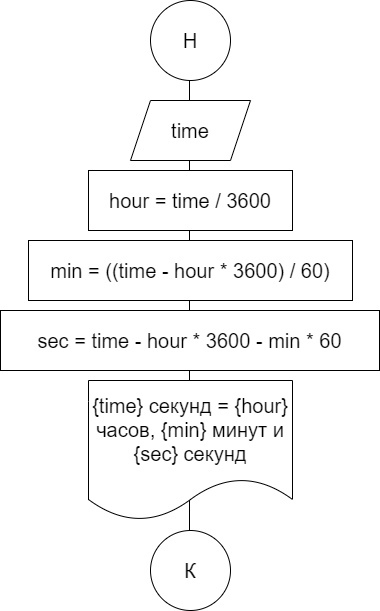 Н
time
hour = time / 3600
min = ((time - hour * 3600) / 60)
sec = time - hour * 3600 - min * 60
{time} секунд = {hour}
часов, {min} минут и
{sec} секунд
К